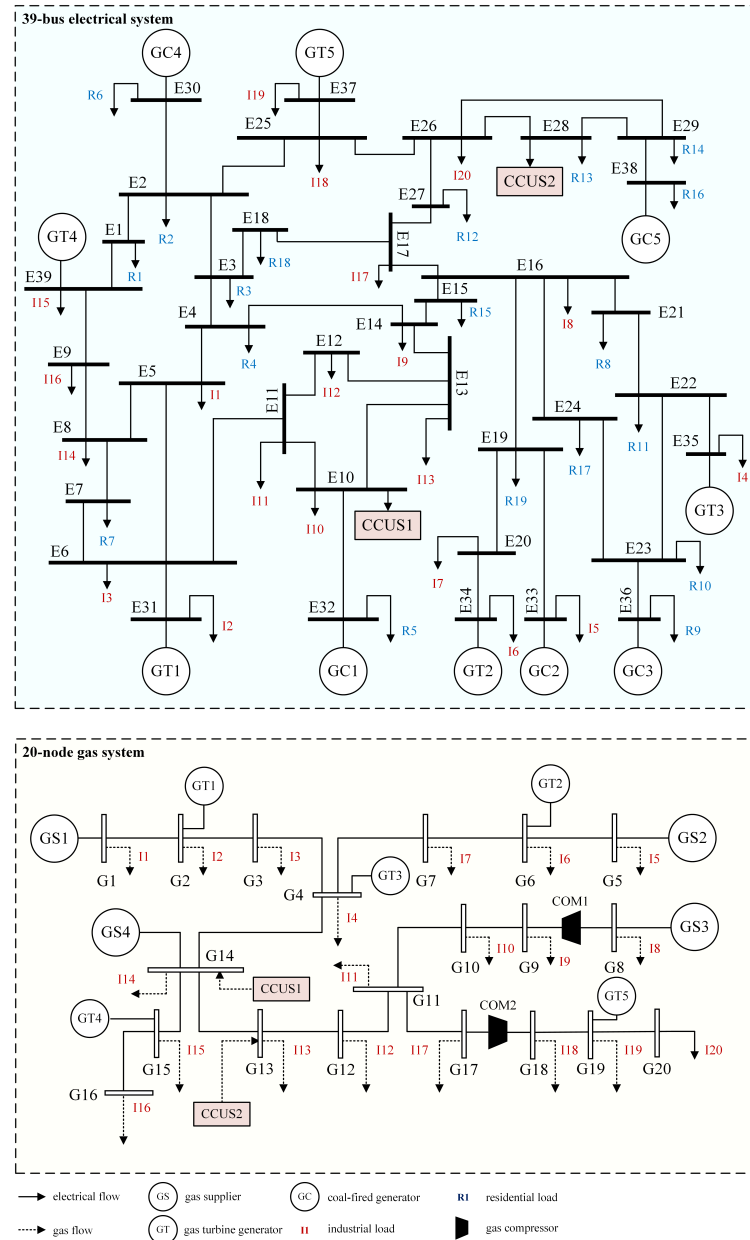 39-bus electrical system
GC4
GT5
R6
E30
I19
E37
E25
E26
E28
E29
I18
I20
CCUS2
R13
R14
E38
R16
GC5
E2
R2
E27
R12
GT4
E1
R1
E18
R18
E17
I17
E39
I15
E3
R3
E16
E15
R15
I8
E21
R8
E4
R4
E14
I9
E12
I12
E13
E9
I16
E5
I1
E11
E22
R11
E8
I14
I11
I13
E19
R19
E24
R17
E35
I4
GT3
E7
R7
E10
I10
CCUS1
E6
I3
E20
I7
E23
R10
E31
I2
GT1
E32
R5
GC1
E34
I6
GT2
E33
I5
GC2
E36
R9
GC3
20-node gas system
GT1
GT2
GS1
I1
I2
I3
I7
I6
I5
GS2
G1
G2
G3
G4
GT3
G7
G6
G5
I4
COM1
GS4
I10
I9
I8
GS3
G14
G10
G9
G8
I14
CCUS1
I11
G11
GT5
GT4
COM2
I15
I13
I12
I17
I18
I19
I20
G15
G13
G12
G17
G18
G19
G20
G16
I16
CCUS2
electrical flow
GS
gas supplier
GC
coal-fired generator
R1
residential load
gas flow
GT
gas turbine generator
I1
industrial load
gas compressor